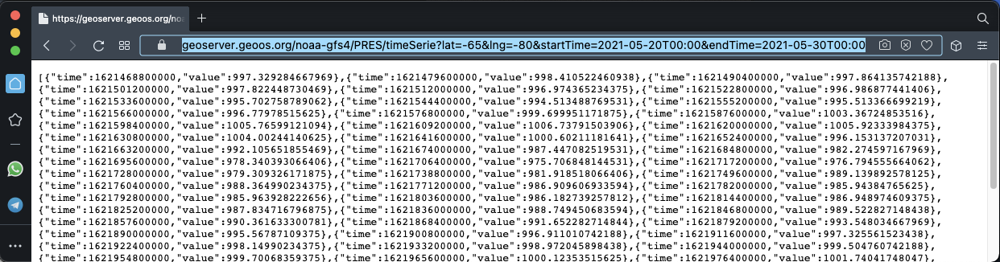 https://geoserver.geoos.org/noa
geoserver.geoos.org/noaa-gfs4/PRES/timeSerie?lat=-65&lng=-80&startTime=2021-05-20T00:00&endTime=2021-05-30T00:00
[{"time":1621468800000,"value":997.329284667969},{"time":1621479600000,"value":998.410522460938},{"time":1621490400000,"value":997.864135742188},
{"time":1621501200000,"value":997.822448730469},{"time":1621512000000,"value":996.974365234375},{"time":1621522800000,"value":996.986877441406},
{"time":1621533600000,"value":995.702758789062},{"time":1621544400000,"value":994.513488769531},{"time":1621555200000,"value":995.513366699219},
{"time":1621566000000,"value":996.77978515625},{"time":1621576800000,"value":999.699951171875},{"time":1621587600000,"value":1003.36724853516},
{"time":1621598400000,"value":1005.76599121094},{"time":1621609200000,"value":1006.73791503906},{"time":1621620000000,"value":1005.92333984375},
{"time":1621630800000,"value":1004.00244140625},{"time":1621641600000,"value":1000.60211181641},{"time":1621652400000,"value":996.153137207031},
{"time":1621663200000,"value":992.105651855469},{"time":1621674000000,"value":987.447082519531},{"time":1621684800000,"value":982.274597167969},
{"time":1621695600000,"value":978.340393066406},{"time":1621706400000,"value":975.706848144531},{"time":1621717200000,"value":976.794555664062},
{"time":1621728000000,"value":979.309326171875},{"time":1621738800000,"value":981.918518066406},{"time":1621749600000,"value":989.139892578125},
{"time":1621760400000,"value":988.364990234375},{"time":1621771200000,"value":986.909606933594},{"time":1621782000000,"value":985.94384765625},
{"time":1621792800000,"value":985.963928222656},{"time":1621803600000,"value":986.182739257812},{"time":1621814400000,"value":986.948974609375},
{"time":1621825200000,"value":987.834716796875},{"time":1621836000000,"value":988.749450683594},{"time":1621846800000,"value":989.522827148438},
{"time":1621857600000,"value":990.361633300781},{"time":1621868400000,"value":991.652282714844},{"time":1621879200000,"value":993.548034667969},
{"time":1621890000000,"value":995.56787109375},{"time":1621900800000,"value":996.911010742188},{"time":1621911600000,"value":997.325561523438},
{"time":1621922400000,"value":998.14990234375},{"time":1621933200000,"value":998.972045898438},{"time":1621944000000,"value":999.504760742188},
{"time":1621954800000,"value":999.70068359375},{"time":1621965600000,"value":1000.12353515625},{"time":1621976400000,"value":1001.74041748047},